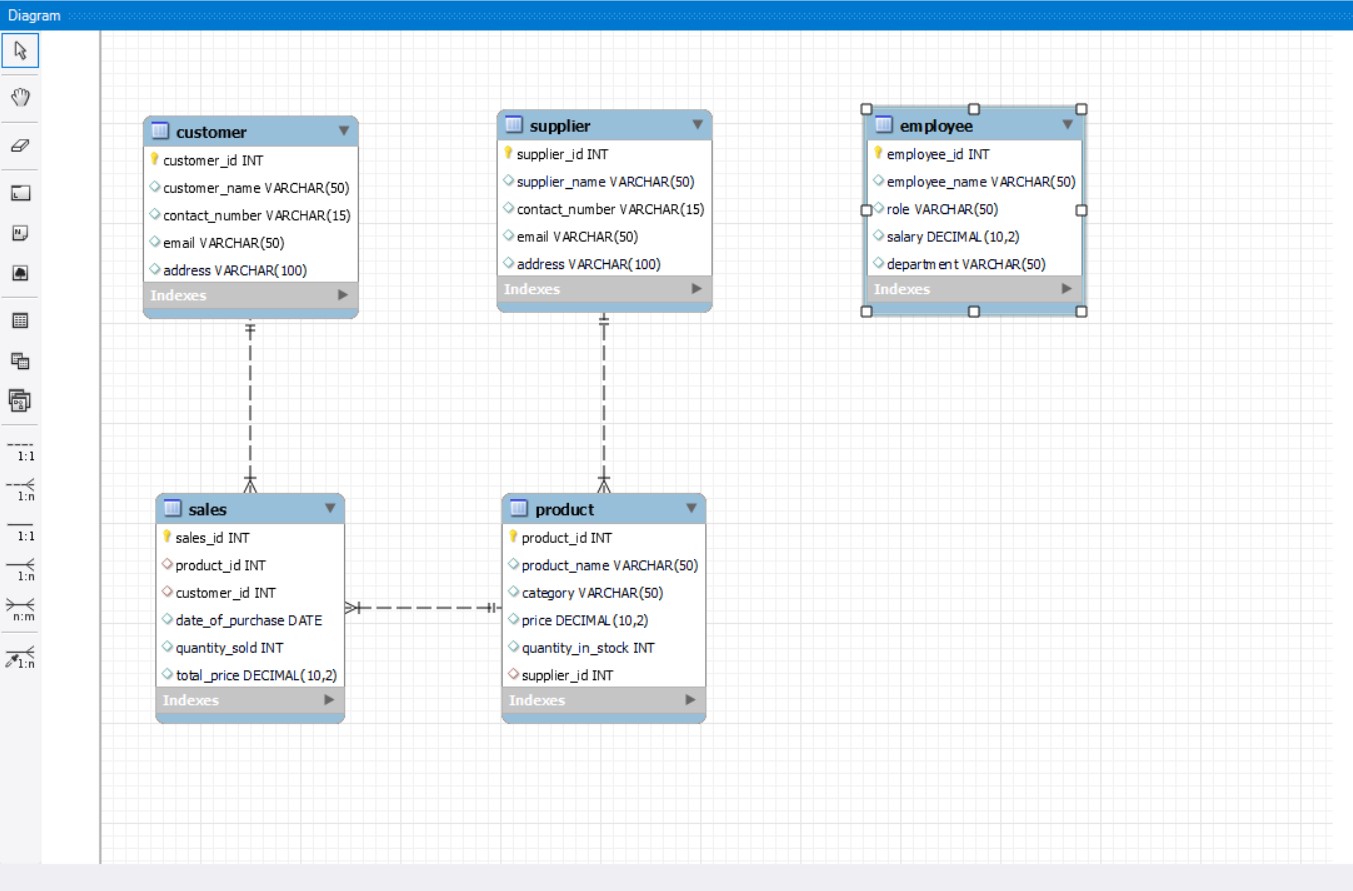 Diagram
customer
customer_id INT
customer_name VARCHAR(50)
contact_number VARCHAR(15)
email VARCHAR(50)
address VARCHAR(100)
Indexes
supplier
supplier_id INT
supplier_name VARCHAR(50)
contact_number VARCHAR(15)
email VARCHAR(50)
address VARCHAR(100)
Indexes
employee
employee_id INT
employee_name VARCHAR(50)
role VARCHAR(50)
salary DECIMAL(10,2)
department VARCHAR(50)
Indexes
sales
sales_id INT
product_id INT
customer_id INT
date_of_purchase DATE
quantity_sold INT
total_price DECIMAL(10,2)
Indexes
product
product_id INT
product_name VARCHAR(50)
category VARCHAR(50)
price DECIMAL(10,2)
quantity_in_stock INT
supplier_id INT
Indexes
1:1
1:n
1:1
1:n
n:m
1:n